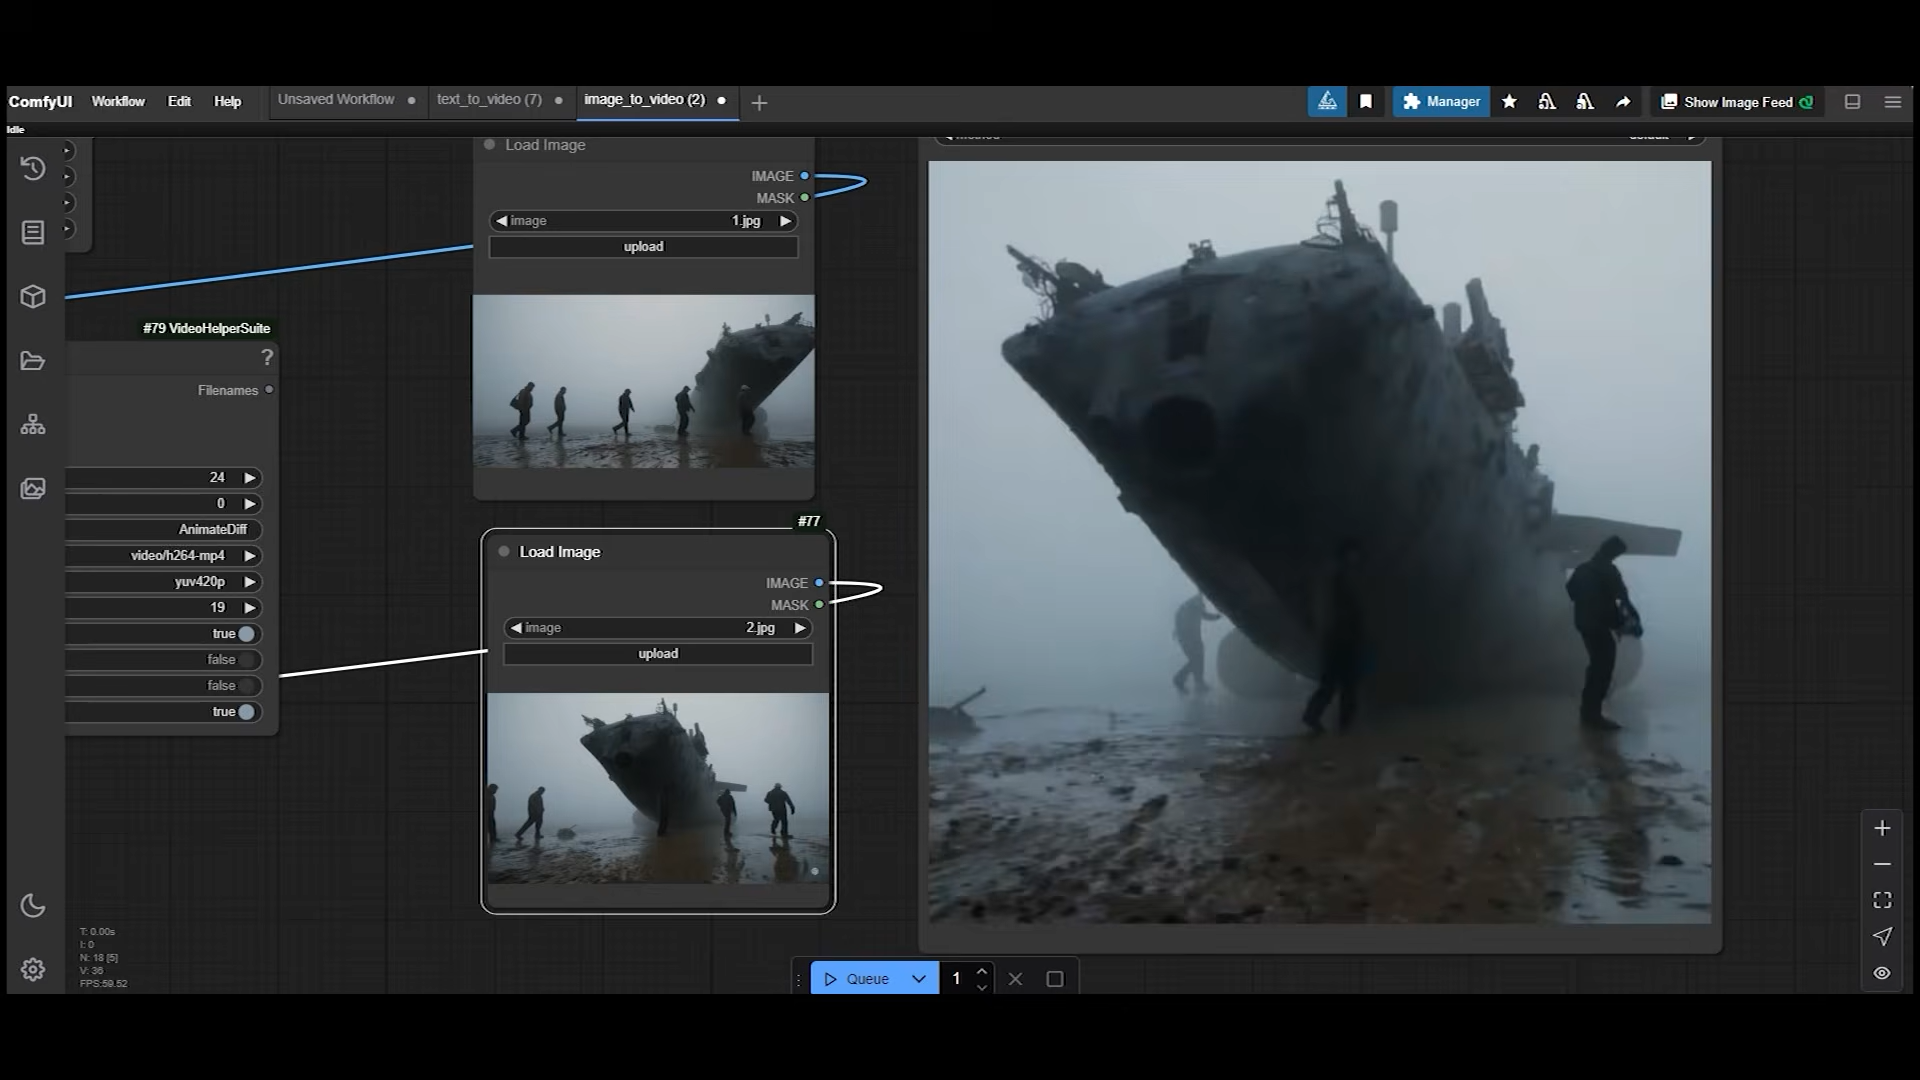 ComfyUI Workflow Edit Help Unsaved Workflow text_to_video (7) image_to_video (2) Manager Show Image Feed
Idle
Load Image
IMAGE
MASK
image 1.jpg
upload
#79 VideoHelperSuite
?
Filenames
24
0
AnimateDiff
video/h264-mp4
yuv420p
19
true
false
false
true
#77
Load Image
IMAGE
MASK
image 2.jpg
upload
T: 0.00s
I: 0
N: 18 [5]
V: 36
FPS:59.52
Queue 1